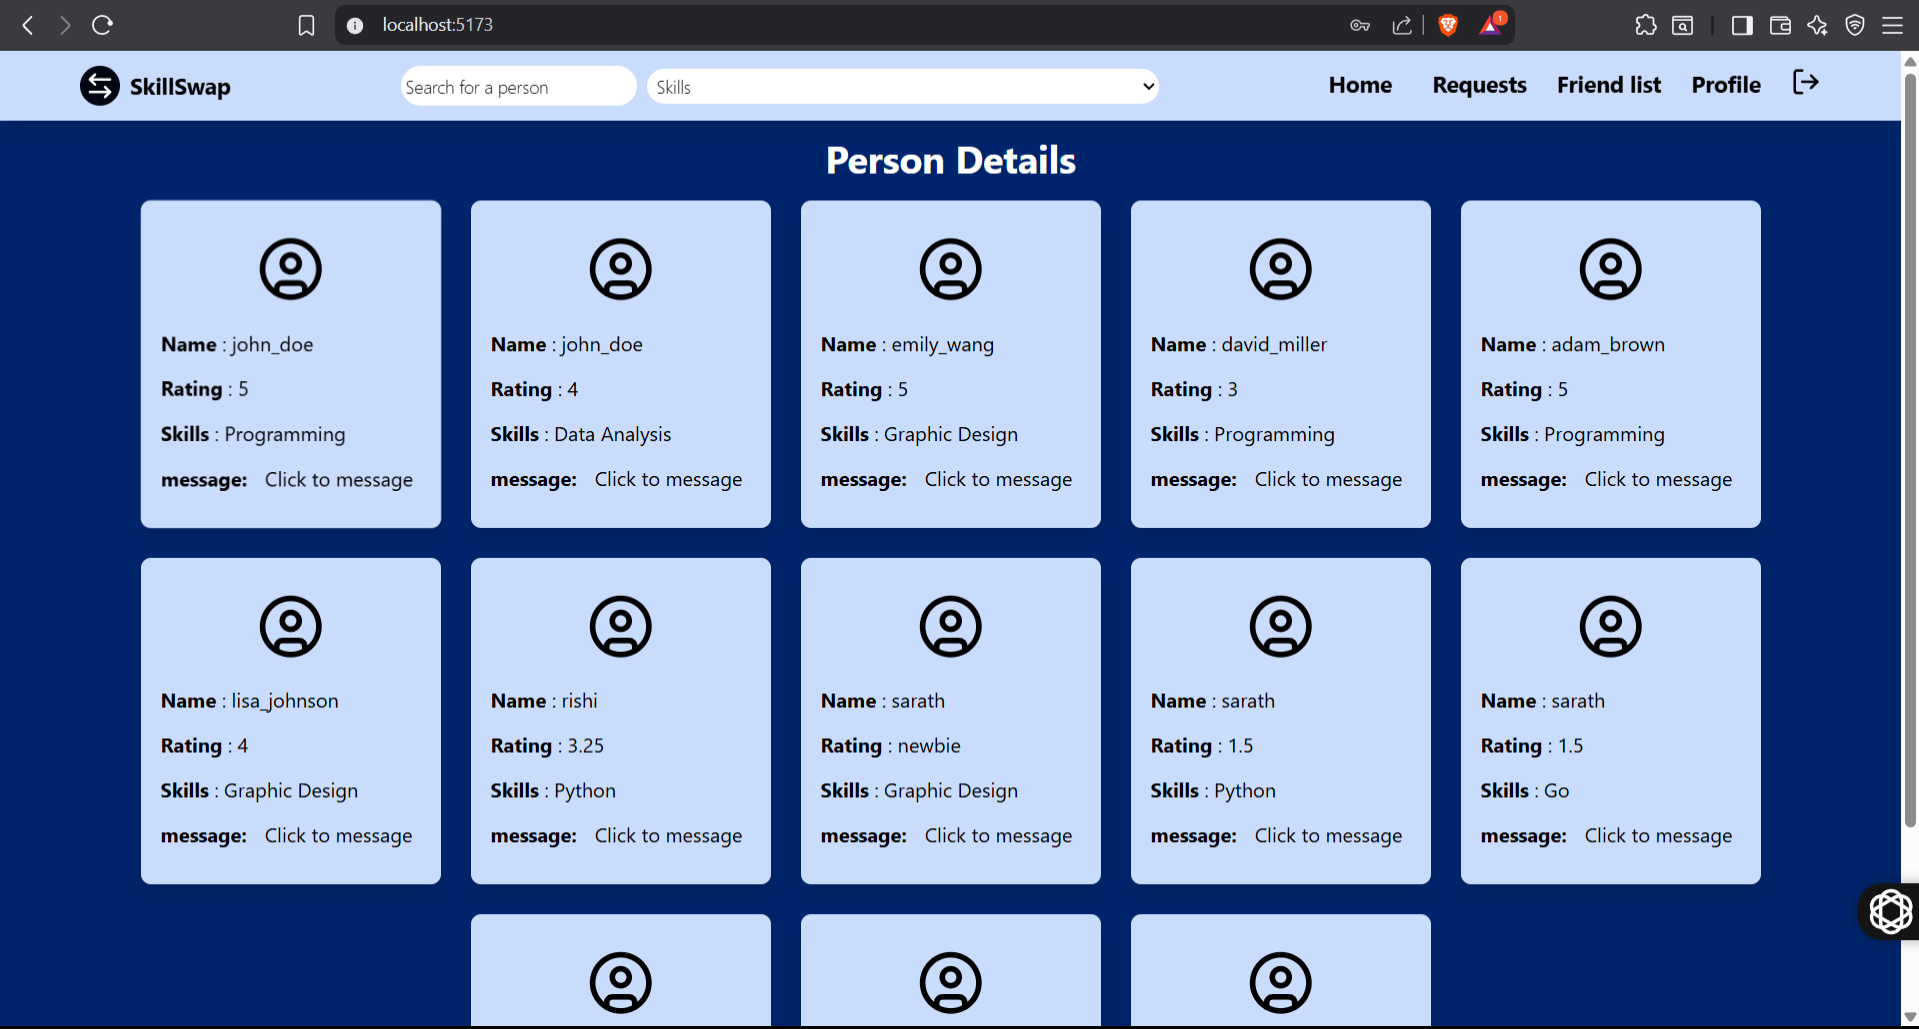 localhost:5173
1
SkillSwap
Search for a person
Skills
Home
Requests
Friend list
Profile
Person Details
Name : john_doe
Rating : 5
Skills : Programming
message: Click to message
Name : john_doe
Rating : 4
Skills : Data Analysis
message: Click to message
Name : emily_wang
Rating : 5
Skills : Graphic Design
message: Click to message
Name : david_miller
Rating : 3
Skills : Programming
message: Click to message
Name : adam_brown
Rating : 5
Skills : Programming
message: Click to message
Name : lisa_johnson
Rating : 4
Skills : Graphic Design
message: Click to message
Name : rishi
Rating : 3.25
Skills : Python
message: Click to message
Name : sarath
Rating : newbie
Skills : Graphic Design
message: Click to message
Name : sarath
Rating : 1.5
Skills : Python
message: Click to message
Name : sarath
Rating : 1.5
Skills : Go
message: Click to message